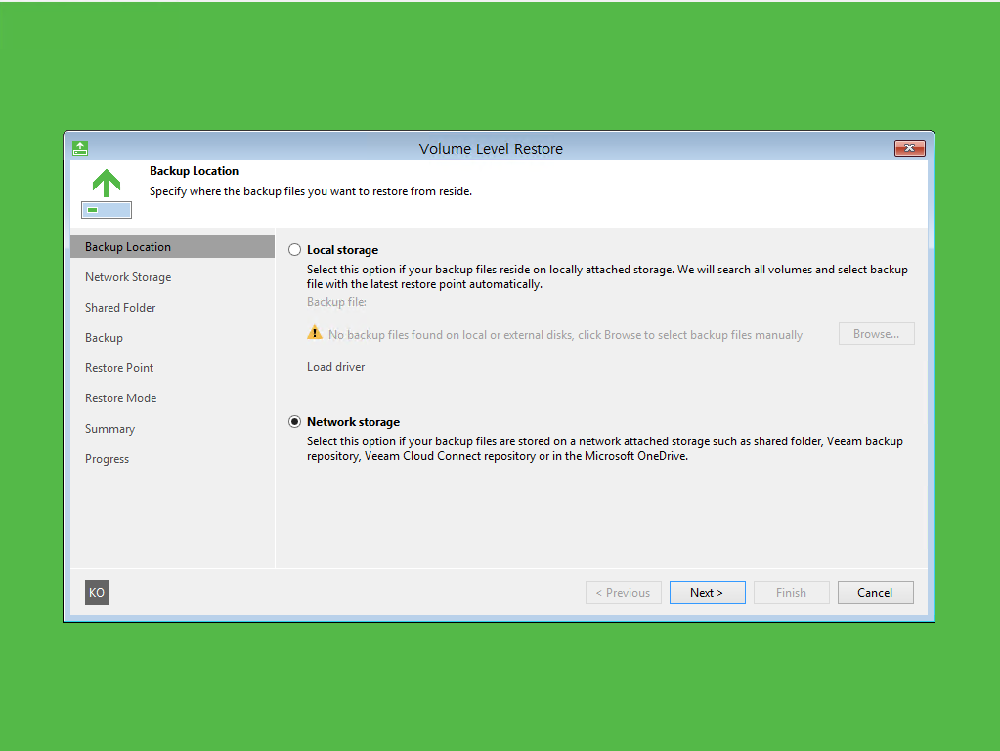 Volume Level Restore
Backup Location
Specify where the backup files you want to restore from reside.
Backup Location
Network Storage
Shared Folder
Backup
Restore Point
Restore Mode
Summary
Progress
Local storage
Select this option if your backup files reside on locally attached storage. We will search all volumes and select backup
file with the latest restore point automatically.
Backup file:
No backup files found on local or external disks, click Browse to select backup files manually
Browse...
Load driver
Network storage
Select this option if your backup files are stored on a network attached storage such as shared folder, Veeam backup
repository, Veeam Cloud Connect repository or in the Microsoft OneDrive.
KO
< Previous
Next >
Finish
Cancel